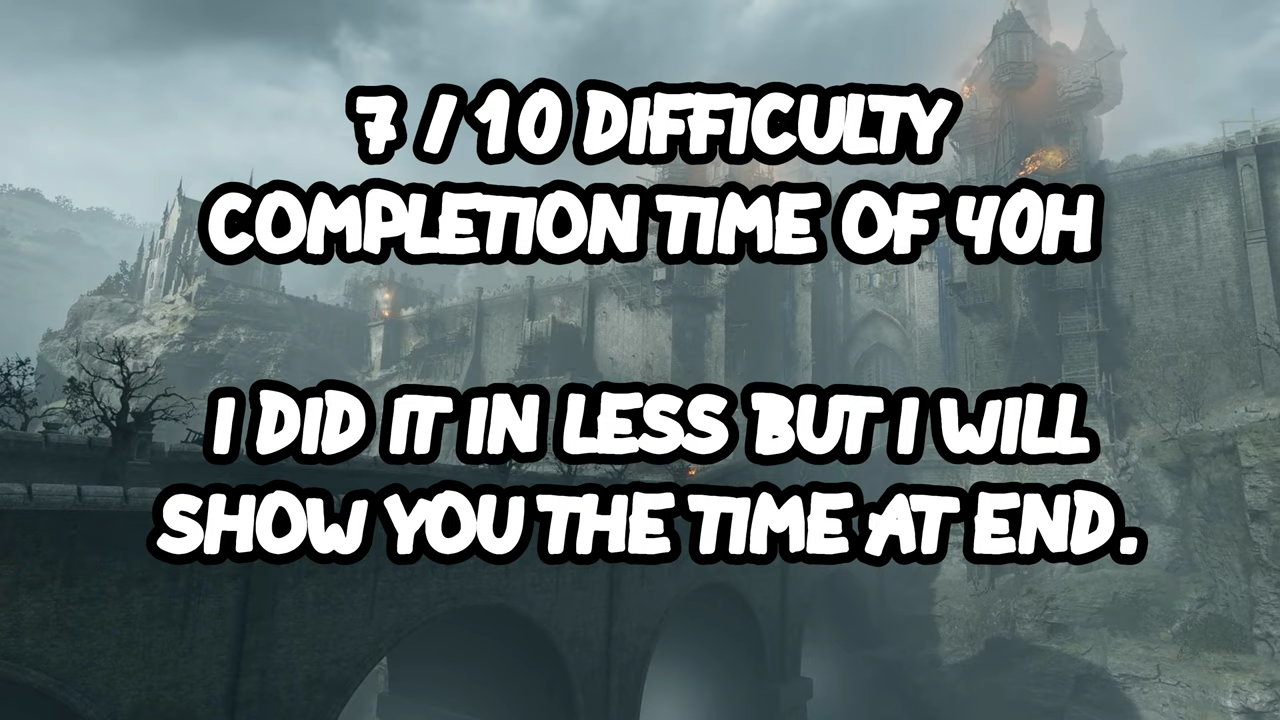 7 / 10 DIFFICULTY
COMPLETION TIME OF 40H
I DID IT IN LESS BUT I WILL
SHOW YOU THE TIME AT END.